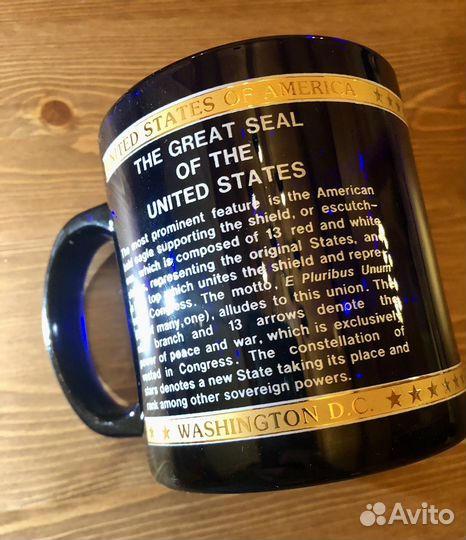 UNITED STATES OF AMERICA
THE GREAT SEAL
OF THE
UNITED STATES
The most prominent feature is the American
eagle supporting the shield, or escutch-
which is composed of 13 red and white
representing the original States, and
top which unites the shield and repre-
Congress. The motto, E Pluribus Unum
of many, one), alludes to this union. The
branch and 13 arrows denote the
of peace and war, which is exclusively
vested in Congress. The constellation of
stars denotes a new State taking its place and
rank among other sovereign powers.
WASHINGTON D.C.
Avito